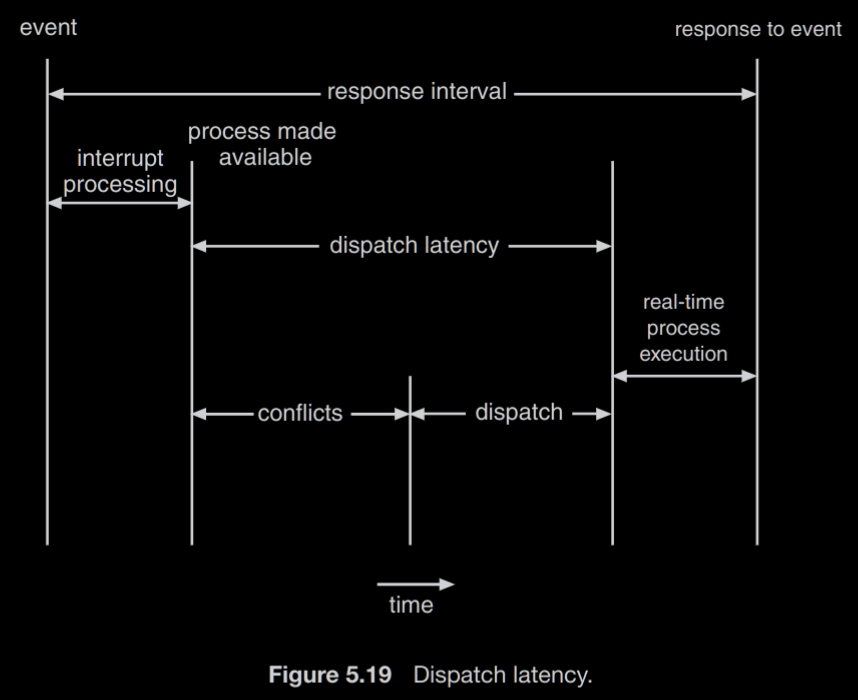 event
response to event
response interval
process made
available
interrupt
processing
dispatch latency
real-time
process
execution
conflicts
dispatch
time
Figure 5.19 Dispatch latency.